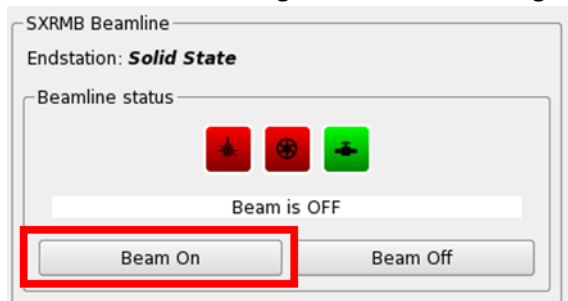 SXRMB Beamline
Endstation: Solid State
Beamline status
Beam is OFF
Beam On
Beam Off